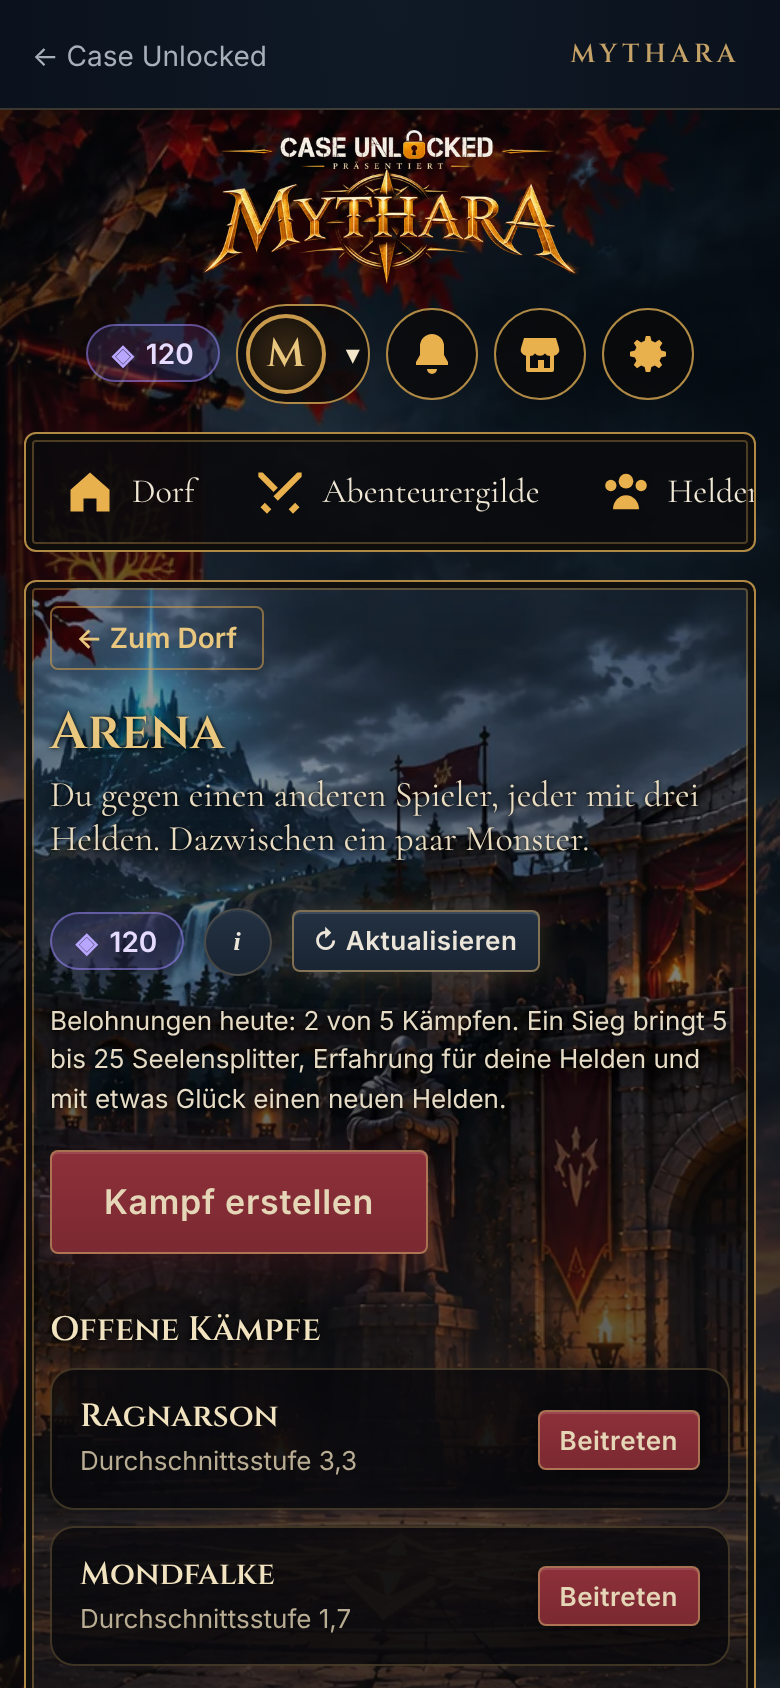 ← Case Unlocked
MYTHARA
CASE UNLOCKED
PRÄSENTIERT
MYTHARA
120
M
Dorf
Abenteurergilde
Helden
← Zum Dorf
ARENA
Du gegen einen anderen Spieler, jeder mit drei
Helden. Dazwischen ein paar Monster.
120
i
↻ Aktualisieren
Belohnungen heute: 2 von 5 Kämpfen. Ein Sieg bringt 5
bis 25 Seelensplitter, Erfahrung für deine Helden und
mit etwas Glück einen neuen Helden.
Kampf erstellen
OFFENE KÄMPFE
RAGNARSON
Durchschnittsstufe 3,3
Beitreten
MONDFALKE
Durchschnittsstufe 1,7
Beitreten